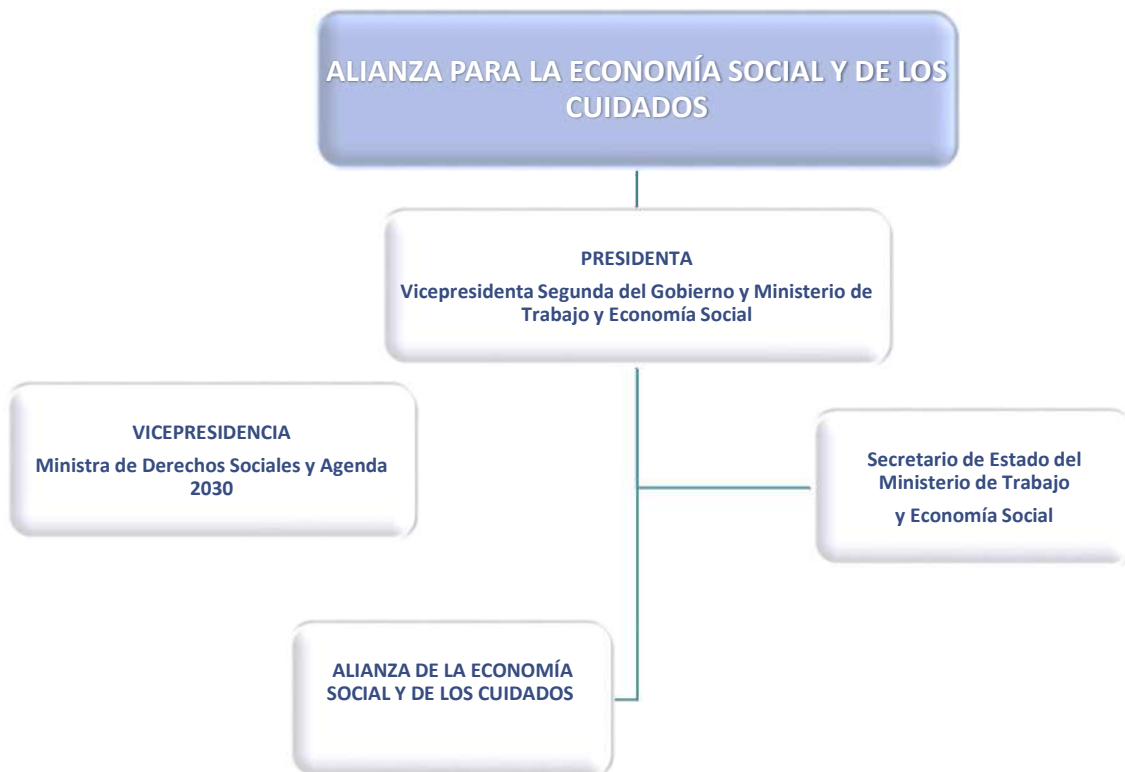 ALIANZA PARA LA ECONOMÍA SOCIAL Y DE LOS
CUIDADOS
PRESIDENTA
Vicepresidenta Segunda del Gobierno y Ministerio de
Trabajo y Economía Social
VICEPRESIDENCIA
Ministra de Derechos Sociales y Agenda
2030
Secretario de Estado del
Ministerio de Trabajo
y Economía Social
ALIANZA DE LA ECONOMÍA
SOCIAL Y DE LOS CUIDADOS